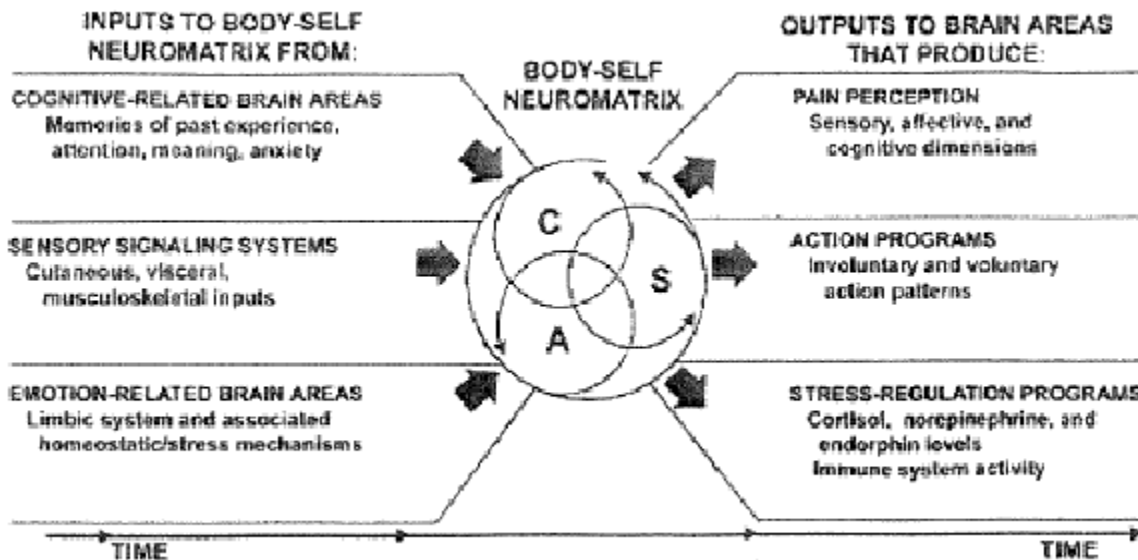 INPUTS TO BODY-SELF
NEUROMATRIX FROM:
COGNITIVE-RELATED BRAIN AREAS
Memories of past experience,
attention, meaning, anxiety
SENSORY SIGNALING SYSTEMS
Cutaneous, visceral,
musculoskeletal inputs
EMOTION-RELATED BRAIN AREAS
Limbic system and associated
homeostatic/stress mechanisms
TIME
BODY-SELF
NEUROMATRIX
C
S
A
OUTPUTS TO BRAIN AREAS
THAT PRODUCE:
PAIN PERCEPTION
Sensory, affective, and
cognitive dimensions
ACTION PROGRAMS
Involuntary and voluntary
action patterns
STRESS-REGULATION PROGRAMS
Cortisol, norepinephrine, and
endorphin levels
Immune system activity
TIME